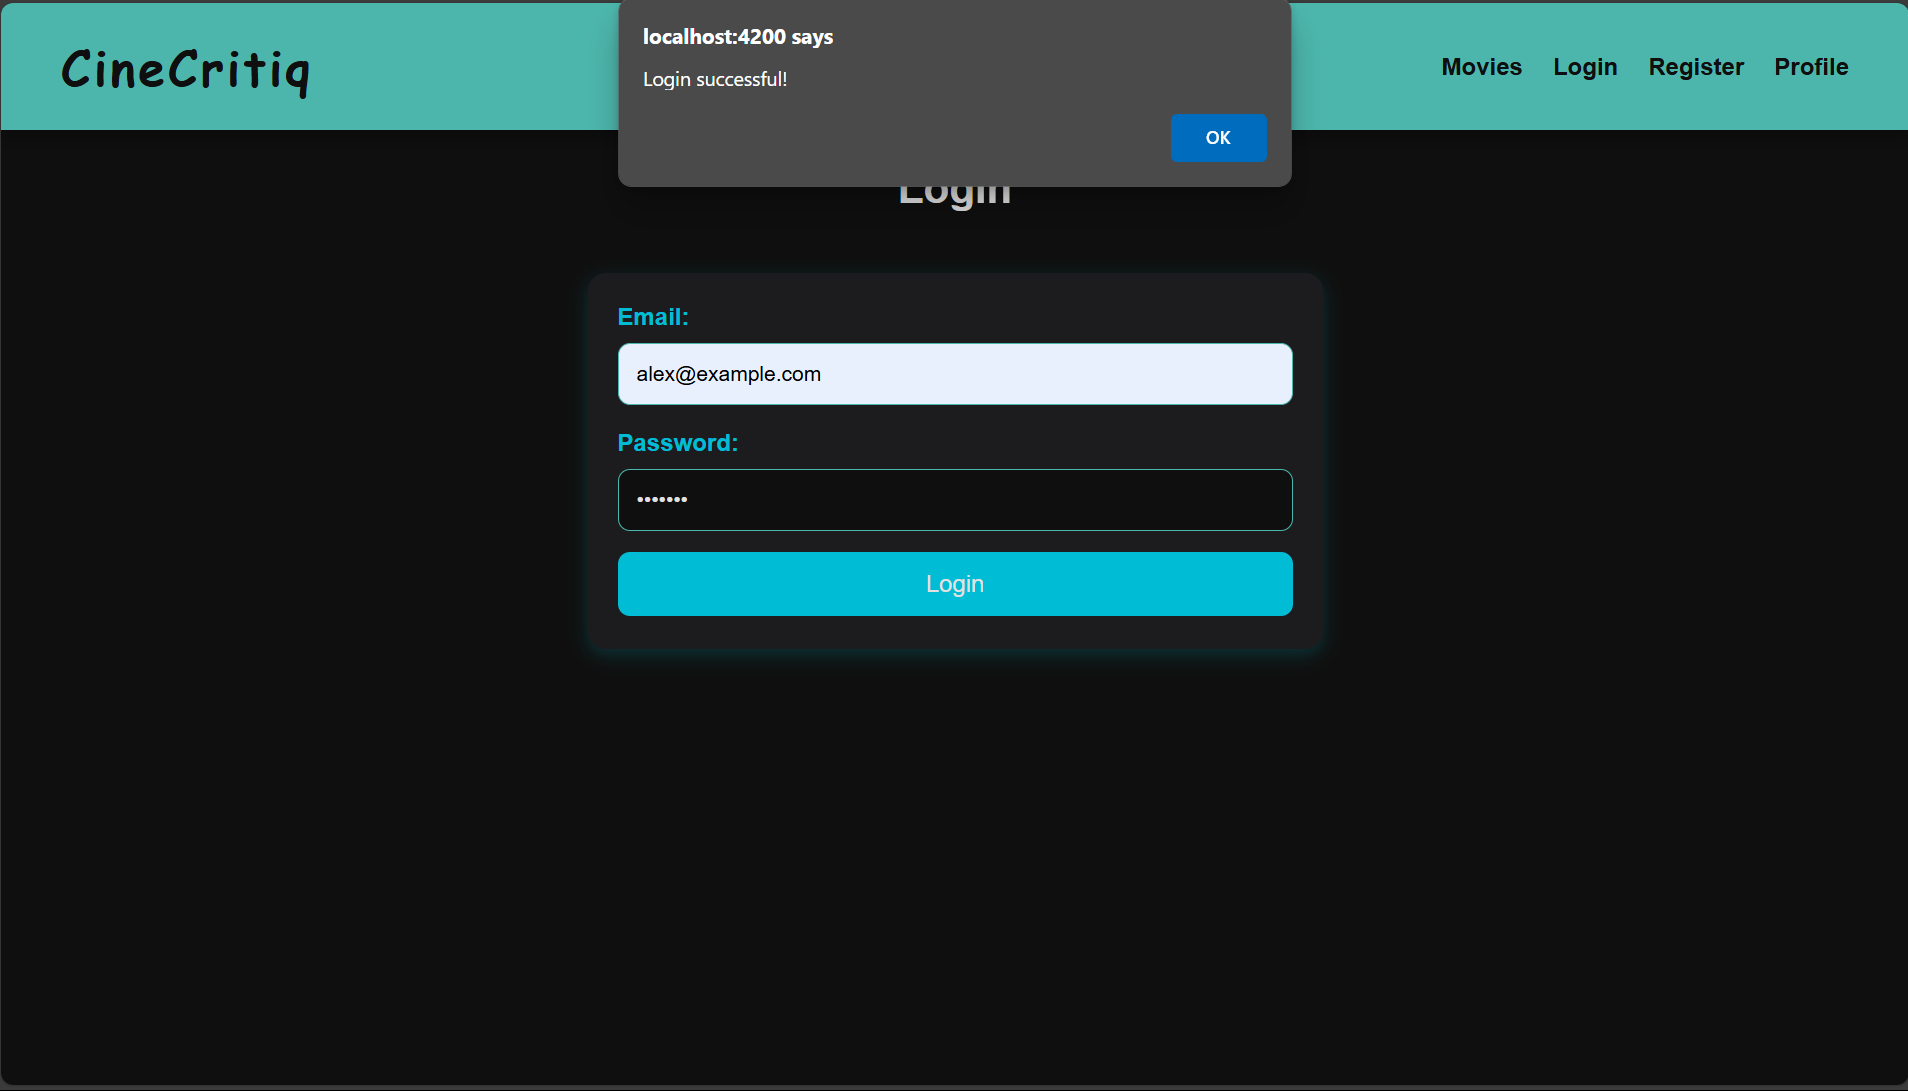 CineCritiq
localhost:4200 says
Login successful!
OK
Movies Login Register Profile
Login
Email:
alex@example.com
Password:
•••••••
Login